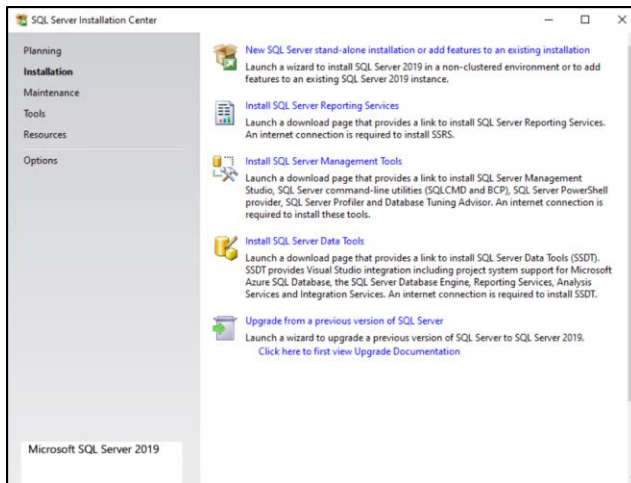 SQL Server Installation Center
Planning
Installation
Maintenance
Tools
Resources
Options
New SQL Server stand-alone installation or add features to an existing installation
Launch a wizard to install SQL Server 2019 in a non-clustered environment or to add
features to an existing SQL Server 2019 instance.
Install SQL Server Reporting Services
Launch a download page that provides a link to install SQL Server Reporting Services.
An internet connection is required to install SSRS.
Install SQL Server Management Tools
Launch a download page that provides a link to install SQL Server Management
Studio, SQL Server command-line utilities (SQLCMD and BCP), SQL Server PowerShell
provider, SQL Server Profiler and Database Tuning Advisor. An internet connection is
required to install these tools.
Install SQL Server Data Tools
Launch a download page that provides a link to install SQL Server Data Tools (SSDT).
SSDT provides Visual Studio integration including project system support for Microsoft
Azure SQL Database, the SQL Server Database Engine, Reporting Services, Analysis
Services and Integration Services. An internet connection is required to install SSDT.
Upgrade from a previous version of SQL Server
Launch a wizard to upgrade a previous version of SQL Server to SQL Server 2019.
Click here to first view Upgrade Documentation
Microsoft SQL Server 2019